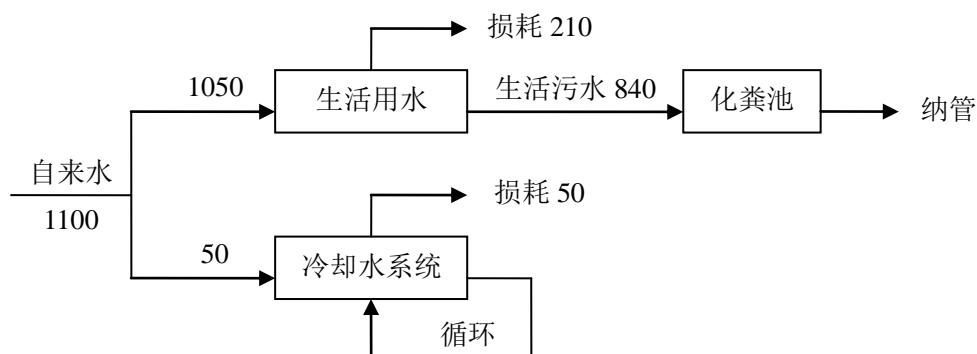 损耗 210
1050
生活用水
生活污水 840
化粪池
纳管
自来水
1100
损耗 50
50
冷却水系统
循环